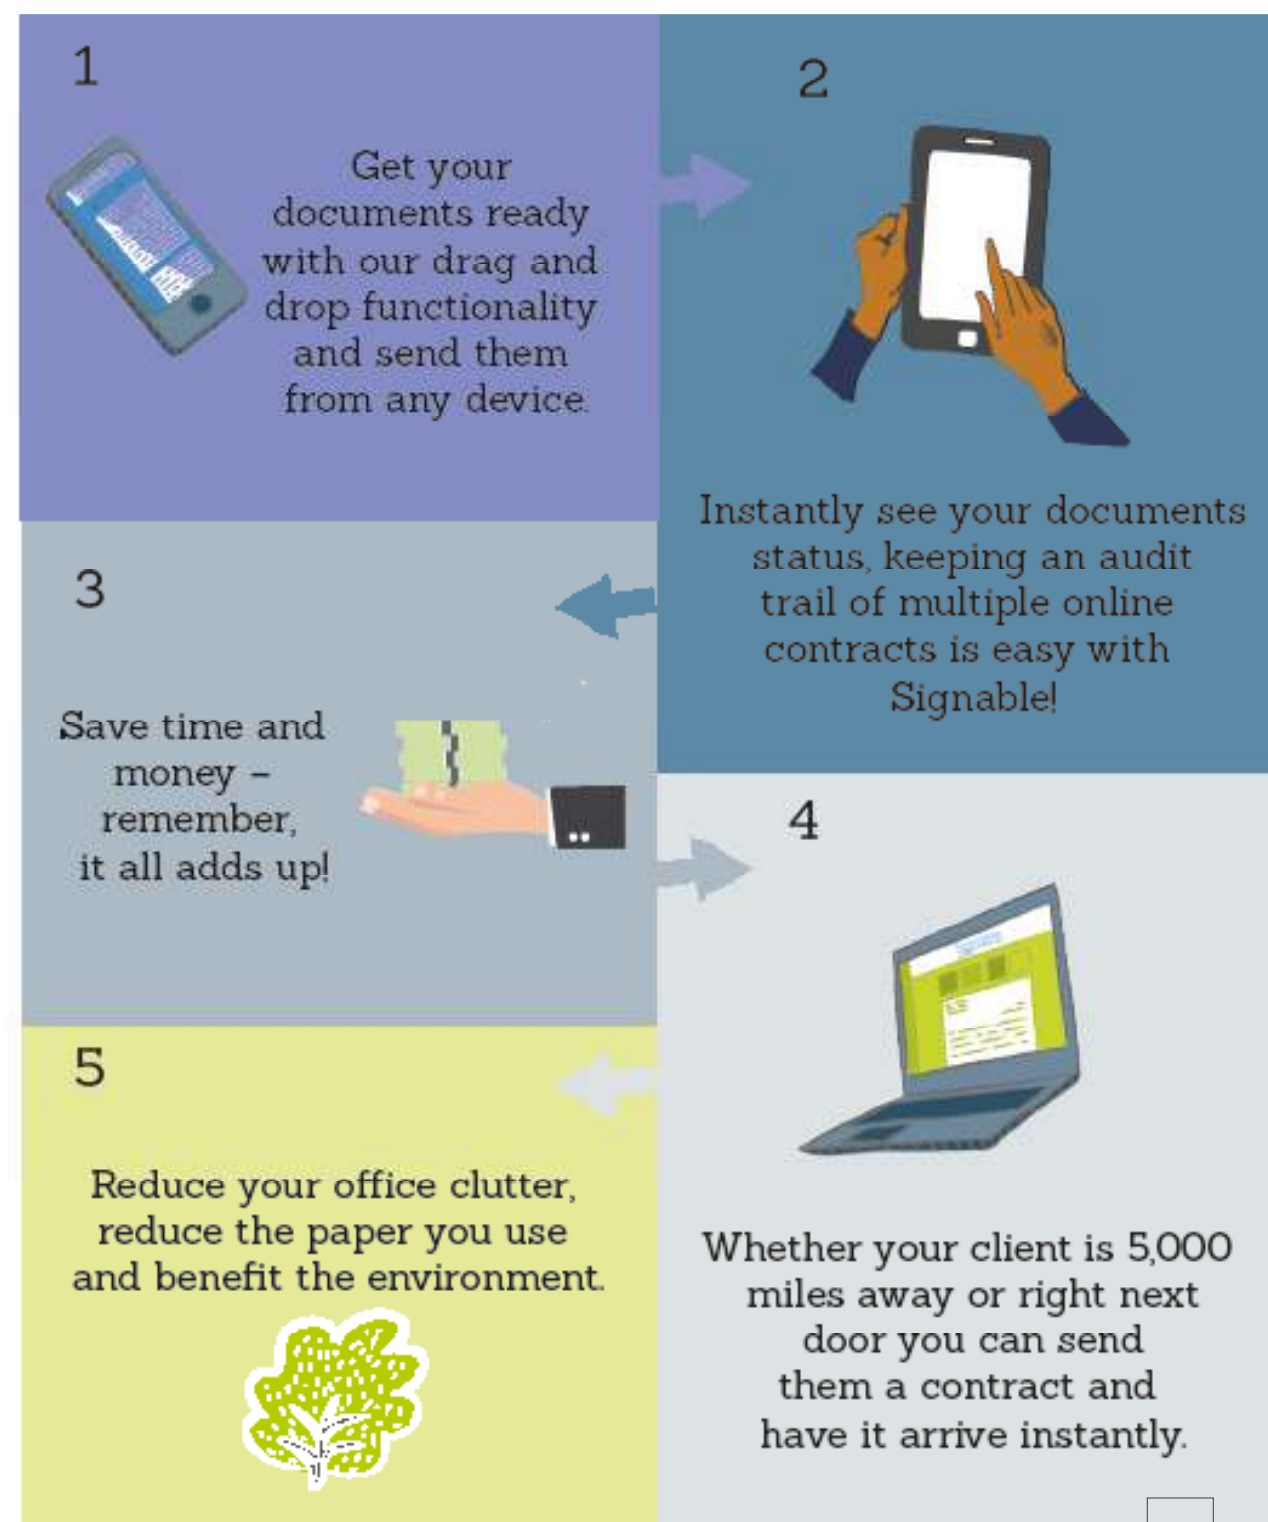 1
Get your
documents ready
with our drag and
drop functionality
and send them
from any device.
2
Instantly see your documents
status, keeping an audit
trail of multiple online
contracts is easy with
Signable!
3
Save time and
money –
remember,
it all adds up!
4
Whether your client is 5,000
miles away or right next
door you can send
them a contract and
have it arrive instantly.
5
Reduce your office clutter,
reduce the paper you use
and benefit the environment.